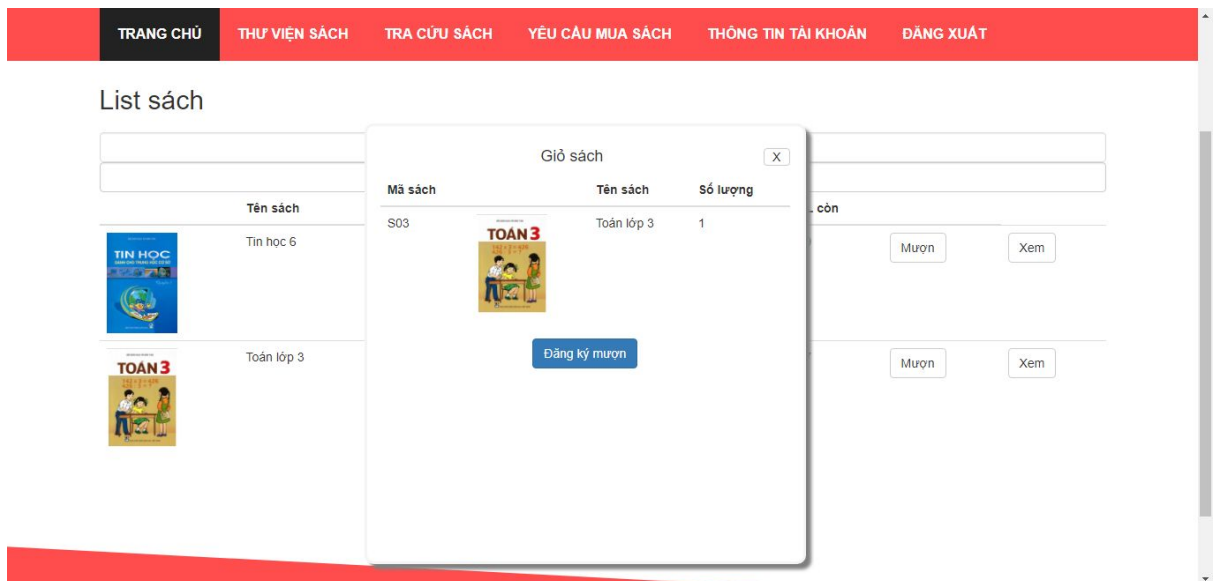 TRANG CHỦ THƯ VIỆN SÁCH TRA CỨU SÁCH YÊU CẦU MUA SÁCH THÔNG TIN TÀI KHOẢN ĐĂNG XUẤT
List sách
Giỏ sách X
Mã sách Tên sách Số lượng
S03 TOÁN 3 Toán lớp 3 1
Đăng ký mượn
Tên sách còn
TIN HỌC Tin học 6 Mượn Xem
TOÁN 3 Toán lớp 3 Mượn Xem